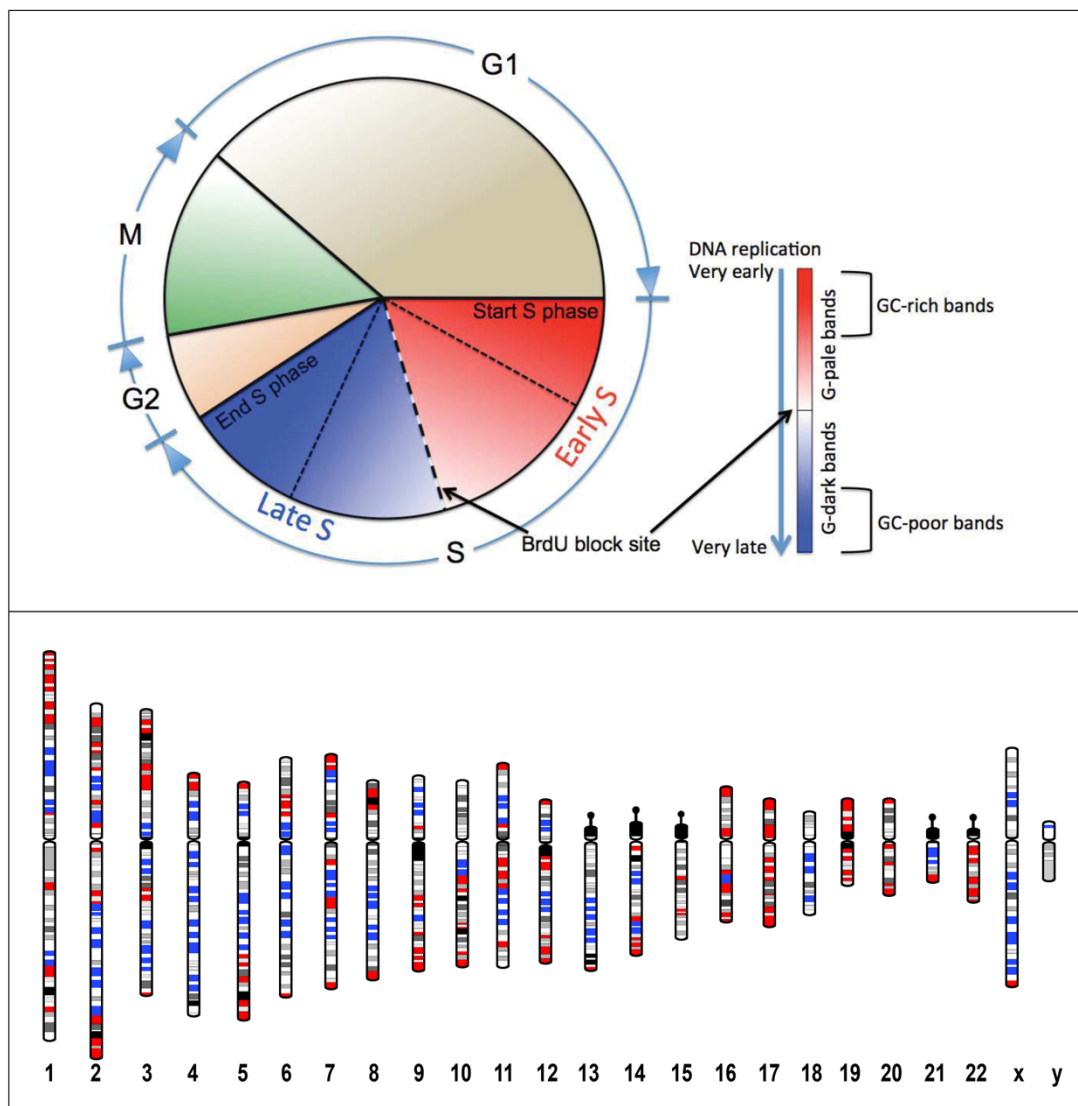 G1
M
G2
S
Start S phase
Early S
End S phase
Late S
BrdU block site
DNA replication
Very early
Very late
G-pale bands
G-dark bands
GC-rich bands
GC-poor bands
1 2 3 4 5 6 7 8 9 10 11 12 13 14 15 16 17 18 19 20 21 22 x y